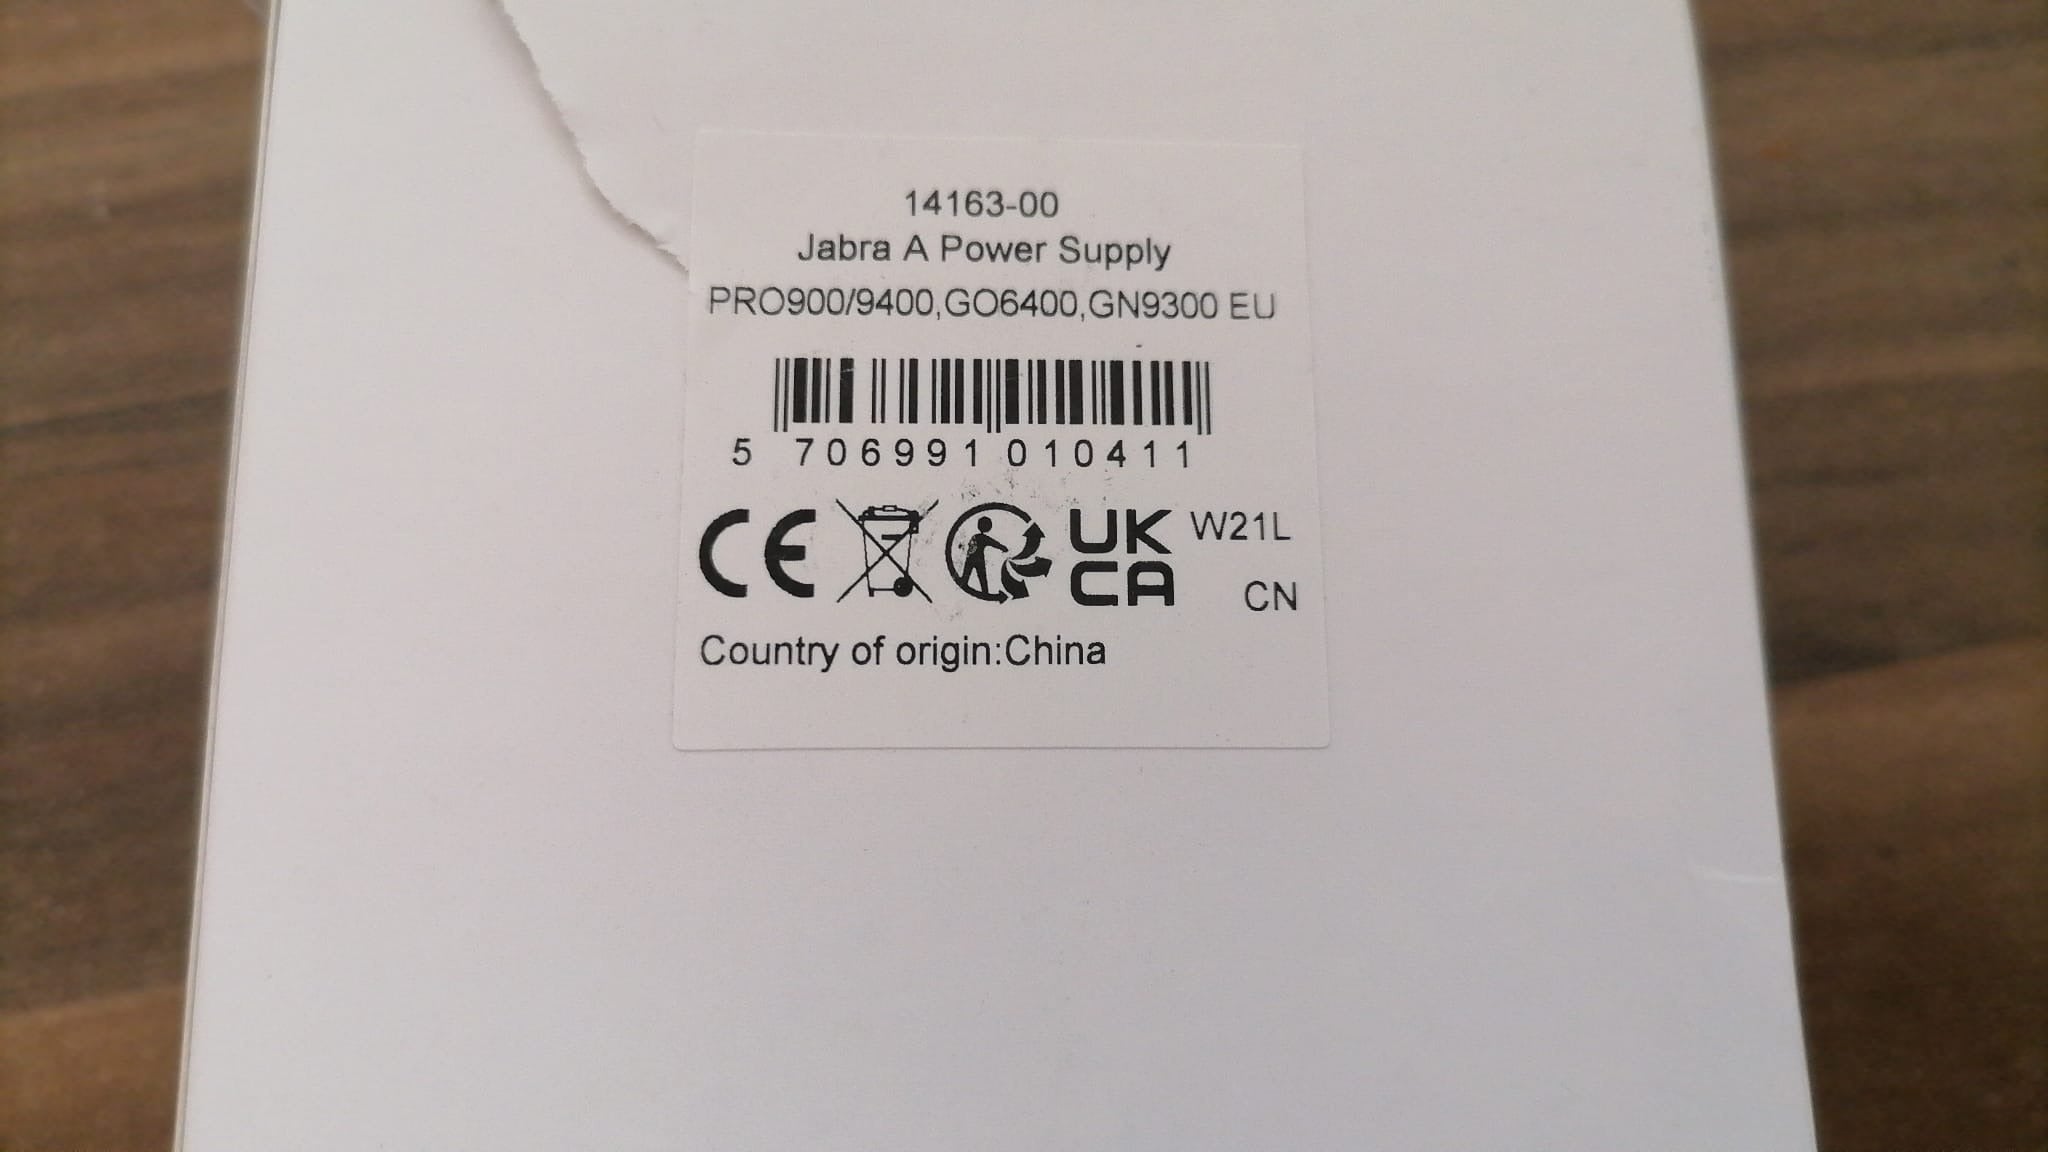 14163-00
Jabra A Power Supply
PRO900/9400,GO6400,GN9300 EU
5 706991 010411
CE UK CA W21L
CN
Country of origin:China